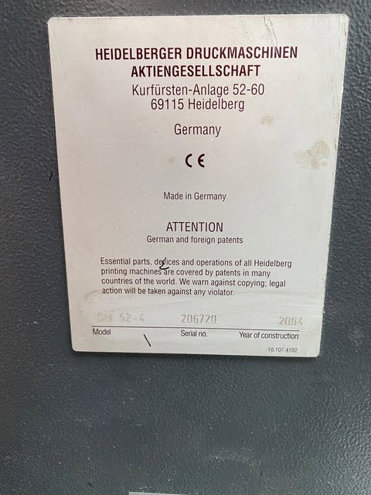 HEIDELBERGER DRUCKMASCHINEN
AKTIENGESELLSCHAFT
Kurfürsten-Anlage 52-60
69115 Heidelberg
Germany
CE
Made in Germany
ATTENTION
German and foreign patents
Essential parts, devices and operations of all Heidelberg
printing machines are covered by patents in many
countries of the world. We warn against copying; legal
action will be taken against any violator.
52-4 206720 2004
Model Serial no. Year of construction
10.107.4102